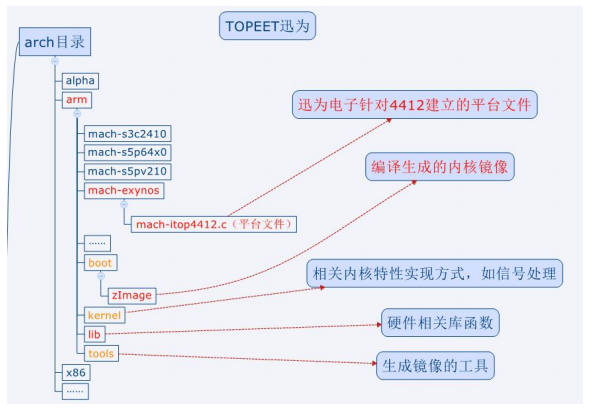 TOPEET迅为
arch目录
alpha
arm
迅为电子针对4412建立的平台文件
mach-s3c2410
mach-s5p64x0
mach-s5pv210
编译生成的内核镜像
mach-exynos
mach-itop4412.c（平台文件）
......
boot
相关内核特性实现方式，如信号处理
zImage
kernel
硬件相关库函数
lib
tools
生成镜像的工具
x86
......